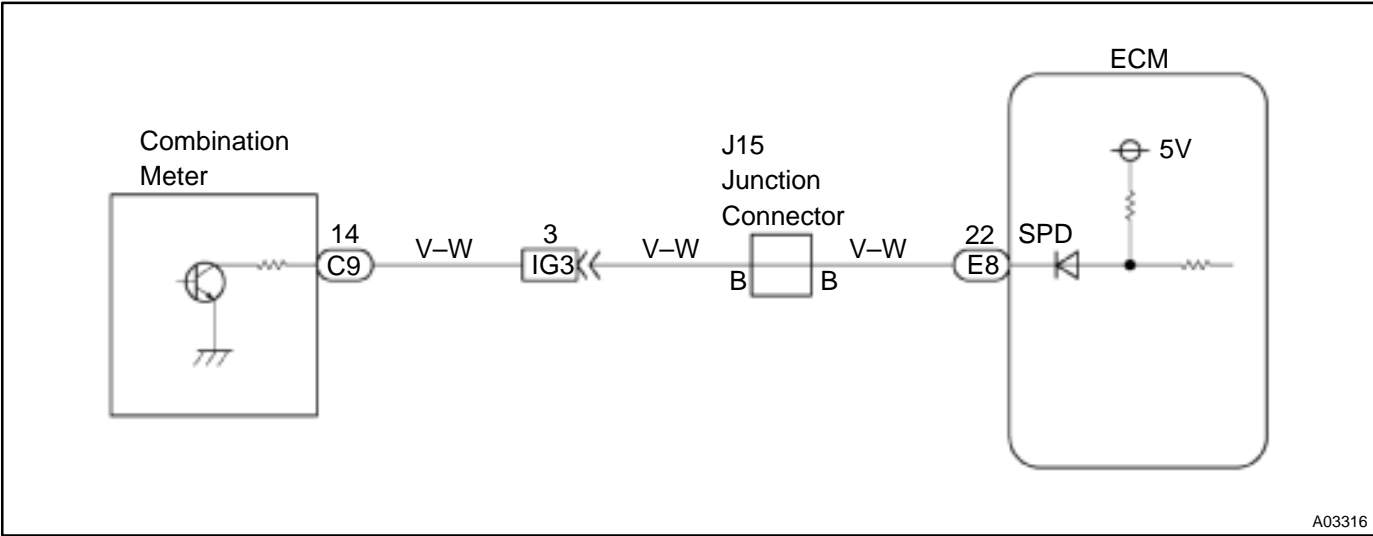 ECM
Combination
Meter
J15
Junction
Connector
5V
14
C9
V–W
3
IG3
V–W
B
B
V–W
22
E8
SPD
A03316